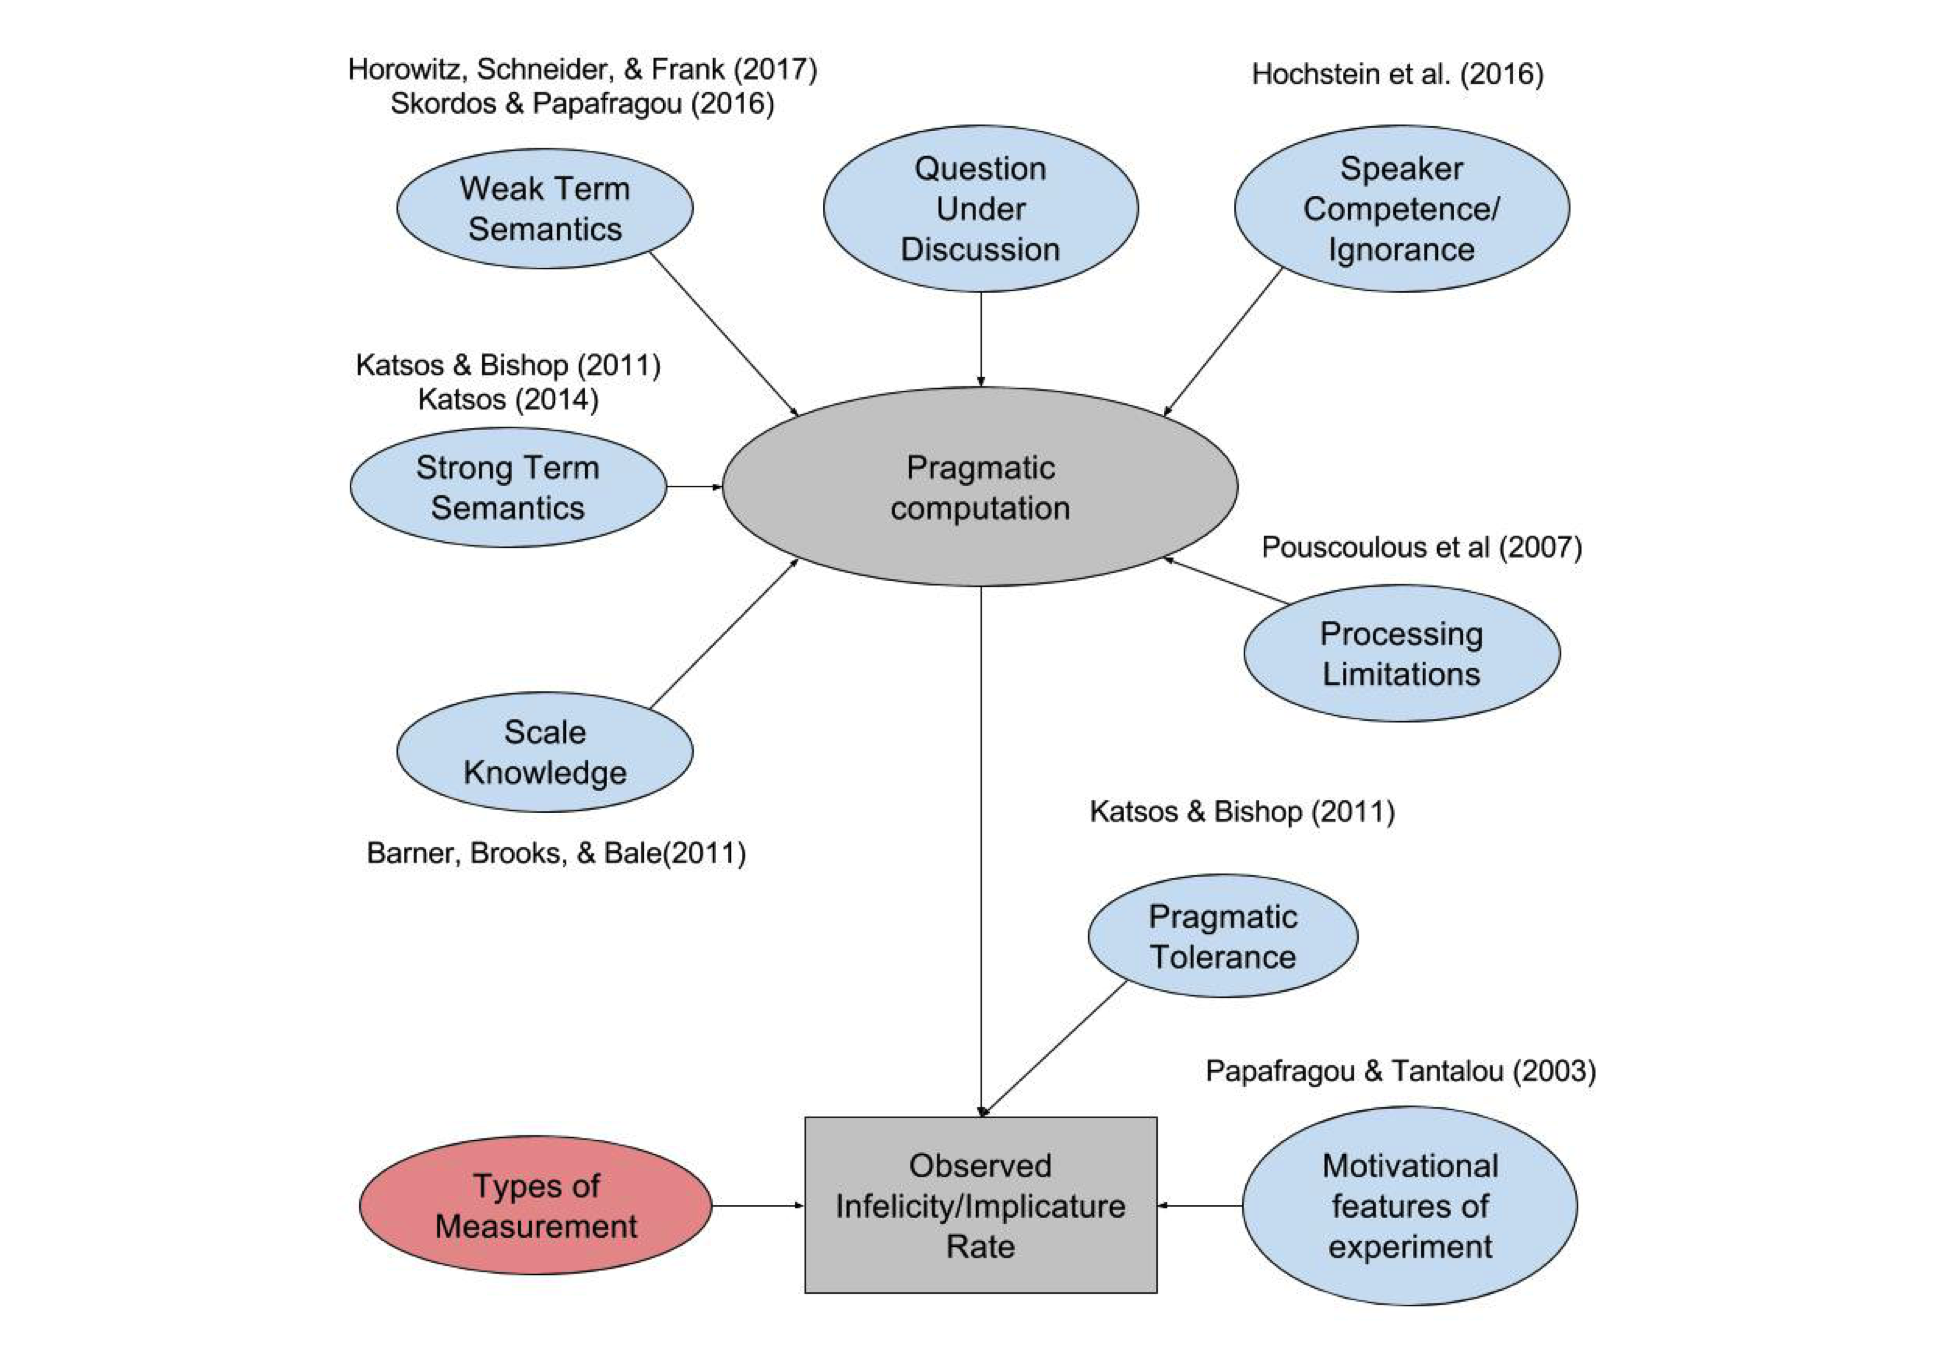 Horowitz, Schneider, & Frank (2017)
Skordos & Papafragou (2016)
Weak Term
Semantics
Question
Under
Discussion
Hochstein et al. (2016)
Speaker
Competence/
Ignorance
Katsos & Bishop (2011)
Katsos (2014)
Strong Term
Semantics
Pragmatic
computation
Pouscoulous et al (2007)
Processing
Limitations
Scale
Knowledge
Barner, Brooks, & Bale(2011)
Katsos & Bishop (2011)
Pragmatic
Tolerance
Papafragou & Tantalou (2003)
Types of
Measurement
Observed
Infelicity/Implicature
Rate
Motivational
features of
experiment